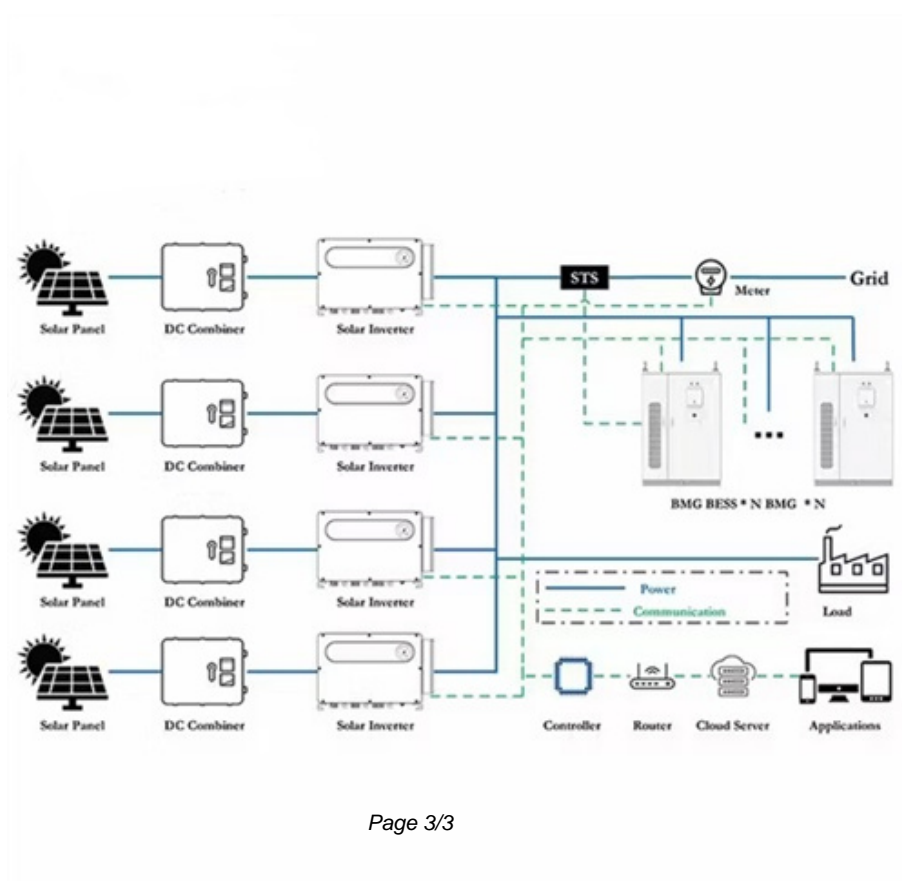 STS
Meter
Grid
Solar Panel
DC Combiner
Solar Inverter
Solar Panel
DC Combiner
Solar Inverter
BMG BESS * N BMG * N
Solar Panel
DC Combiner
Solar Inverter
Power
Communication
Load
Solar Panel
DC Combiner
Solar Inverter
Controller
Router
Cloud Server
Applications
Page 3/3